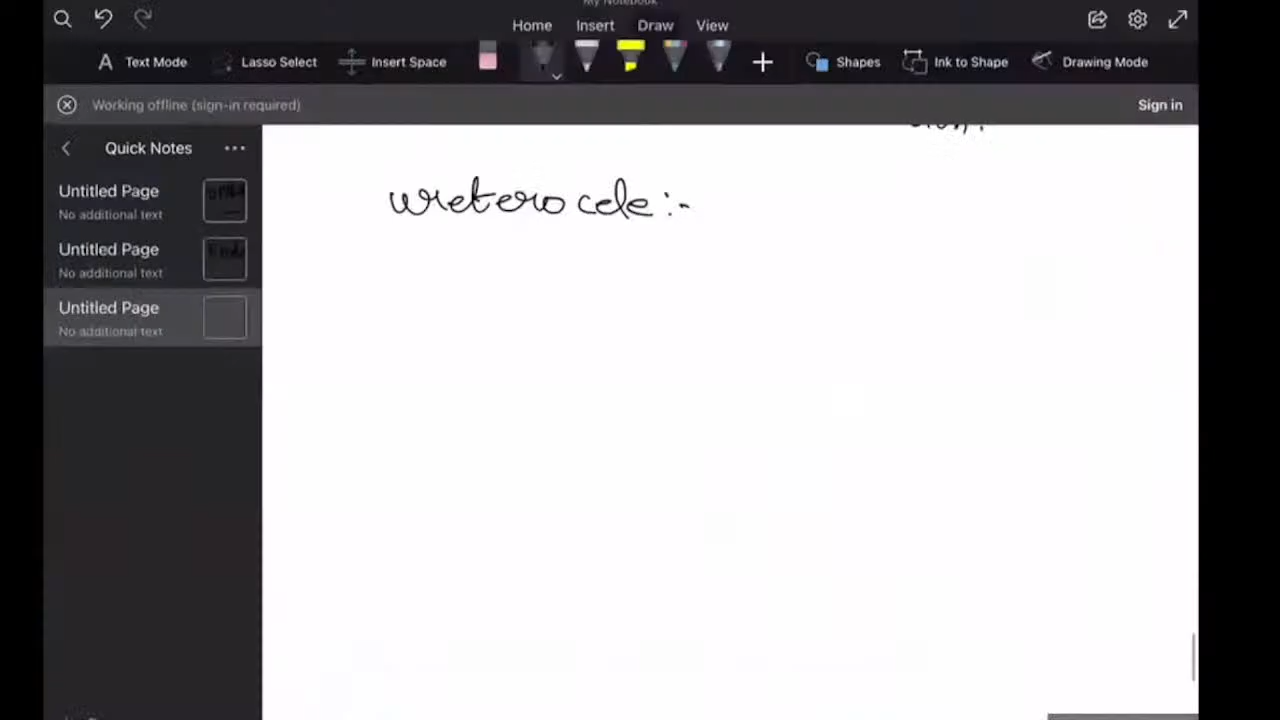 My Notebook
Home Insert Draw View
Text Mode Lasso Select Insert Space Shapes Ink to Shape Drawing Mode
Working offline (sign-in required) Sign in
Quick Notes
Untitled Page
No additional text
Untitled Page
No additional text
Untitled Page
No additional text
ureterocele :-